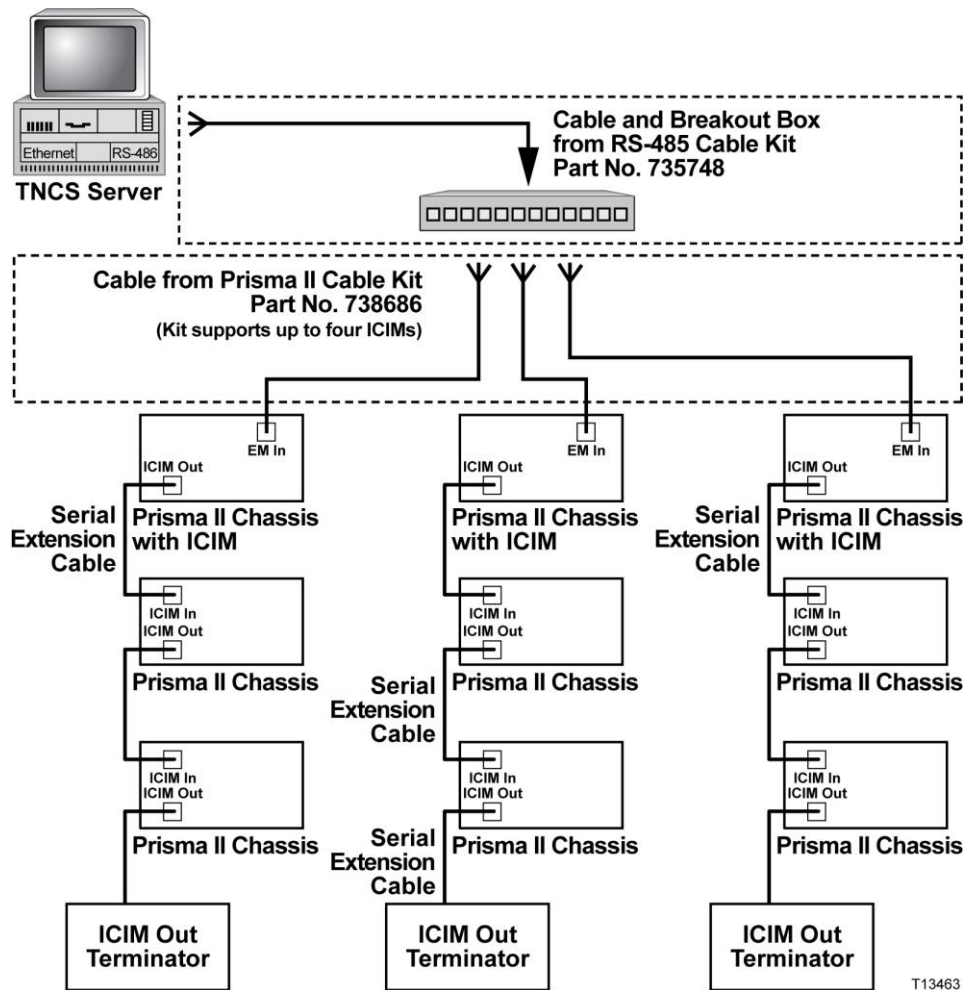 Ethernet
RS-486
TNCS Server
Cable and Breakout Box
from RS-485 Cable Kit
Part No. 735748
Cable from Prisma II Cable Kit
Part No. 738686
(Kit supports up to four ICIMs)
EM In
ICIM Out
Serial
Extension
Cable
Prisma II Chassis
with ICIM
ICIM In
ICIM Out
Prisma II Chassis
ICIM In
ICIM Out
Prisma II Chassis
ICIM Out
Terminator
EM In
ICIM Out
Prisma II Chassis
with ICIM
ICIM In
ICIM Out
Prisma II Chassis
Serial
Extension
Cable
ICIM In
ICIM Out
Prisma II Chassis
Serial
Extension
Cable
ICIM Out
Terminator
EM In
ICIM Out
Serial
Extension
Cable
Prisma II Chassis
with ICIM
ICIM In
ICIM Out
Prisma II Chassis
ICIM In
ICIM Out
Prisma II Chassis
ICIM Out
Terminator
T13463